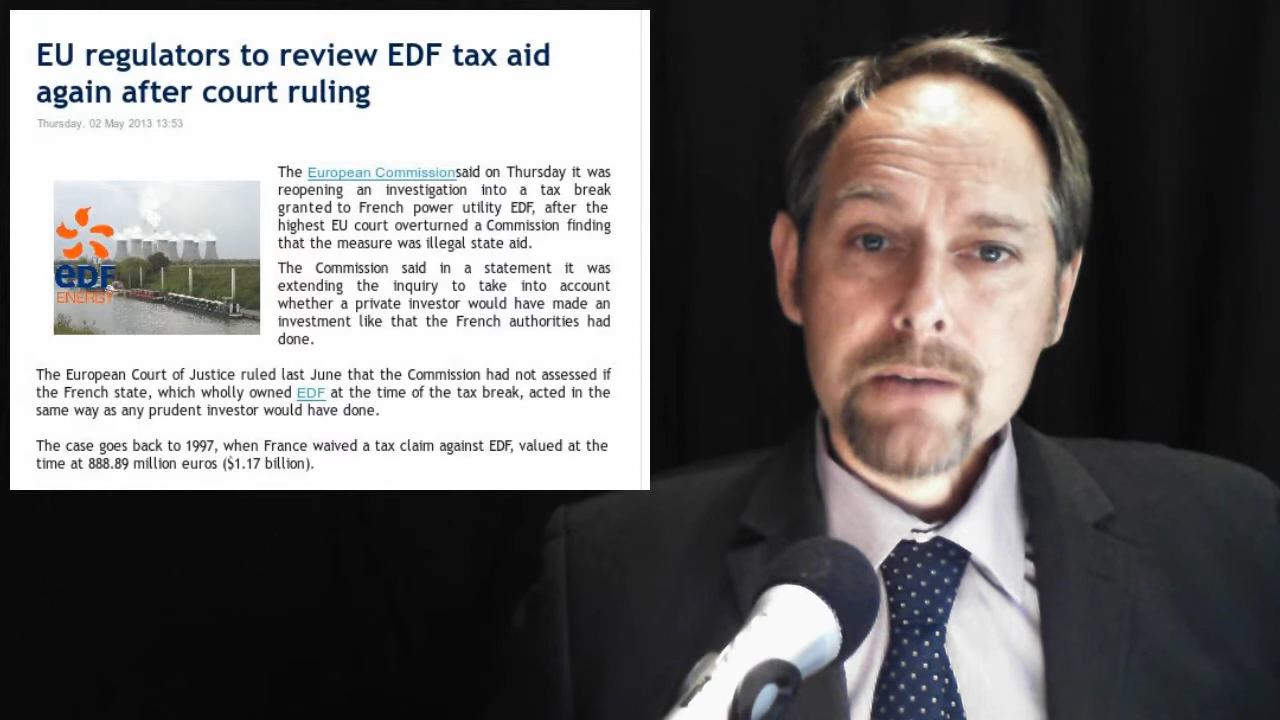 EU regulators to review EDF tax aid
again after court ruling
Thursday, 02 May 2013 13:53
The European Commissionsaid on Thursday it was
reopening an investigation into a tax break
granted to French power utility EDF, after the
highest EU court overturned a Commission finding
that the measure was illegal state aid.
eDF
ENERGY
The Commission said in a statement it was
extending the inquiry to take into account
whether a private investor would have made an
investment like that the French authorities had
done.
The European Court of Justice ruled last June that the Commission had not assessed if
the French state, which wholly owned EDF at the time of the tax break, acted in the
same way as any prudent investor would have done.
The case goes back to 1997, when France waived a tax claim against EDF, valued at the
time at 888.89 million euros ($1.17 billion).